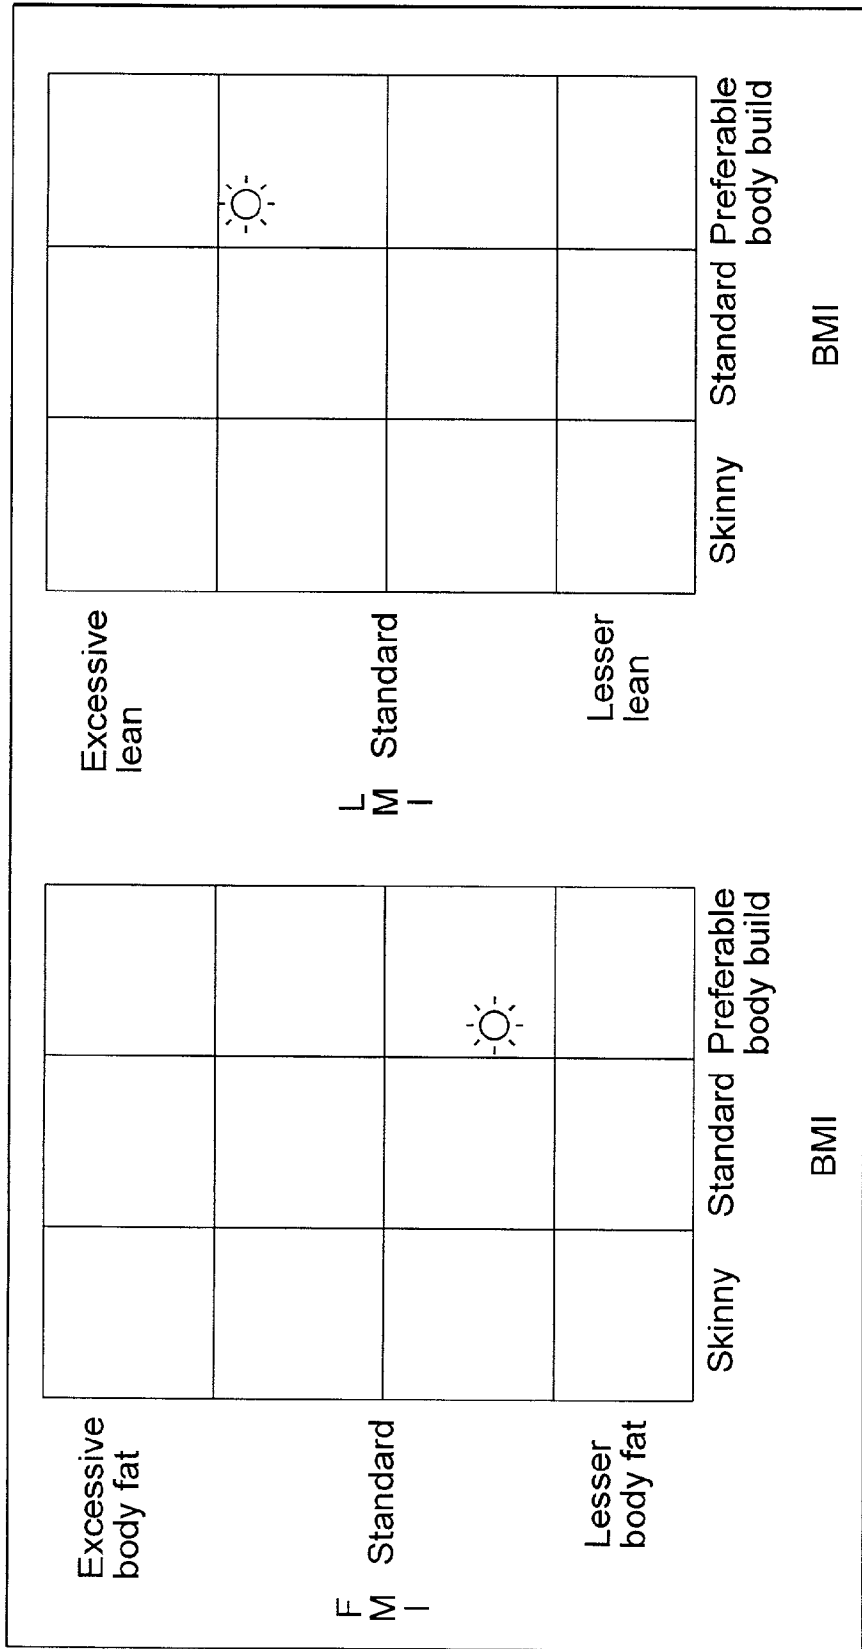 Excessive
body fat
F
M
I
Standard
Lesser
body fat
Skinny
Standard
Preferable
body build
BMI
Excessive
lean
L
M
I
Standard
Lesser
lean
Skinny
Standard
Preferable
body build
BMI